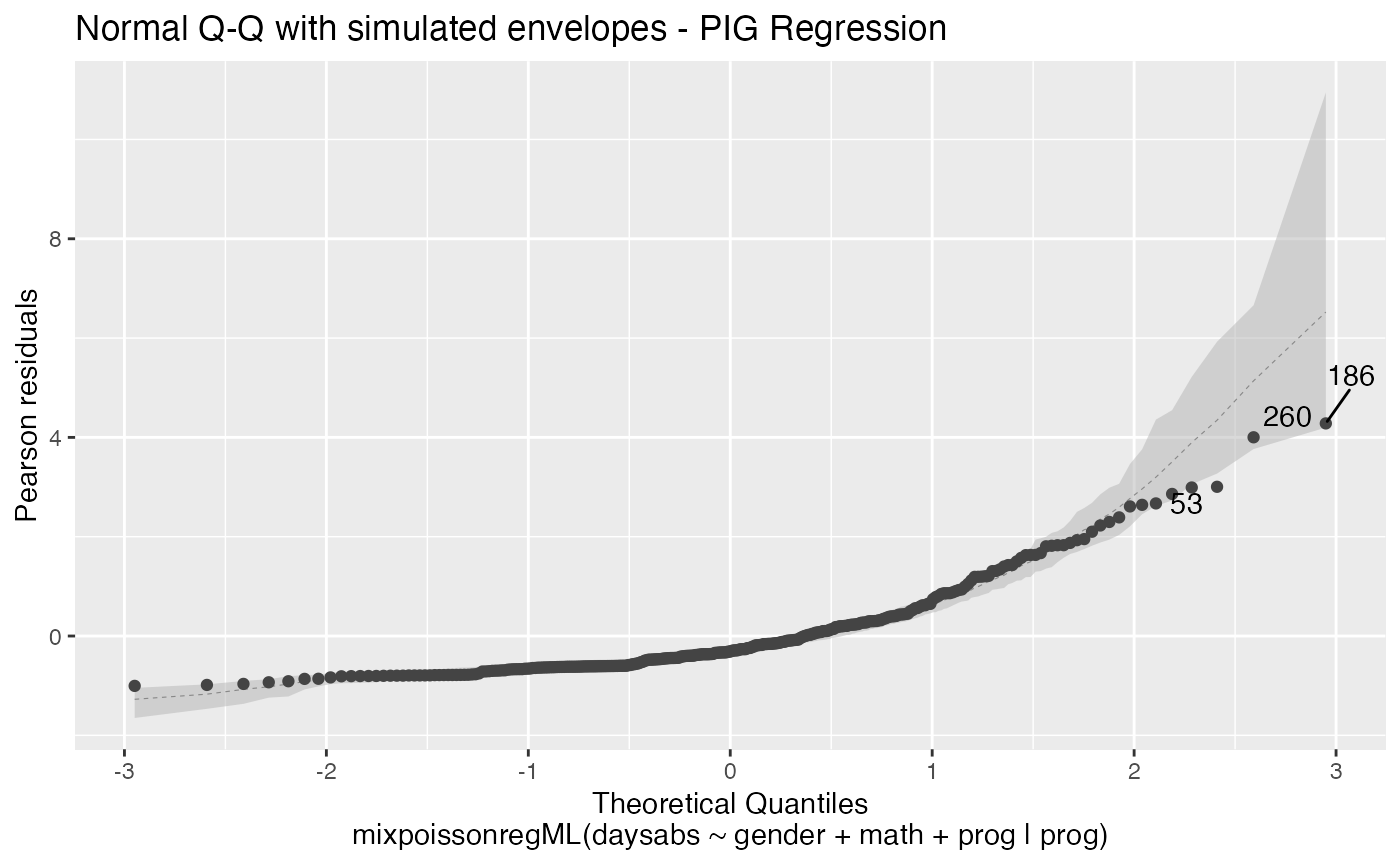 Normal Q-Q with simulated envelopes - PIG Regression
Pearson residuals
8
4
0
186
260
53
-3 -2 -1 0 1 2 3
Theoretical Quantiles
mixpoissonregML(daysabs ~ gender + math + prog | prog)